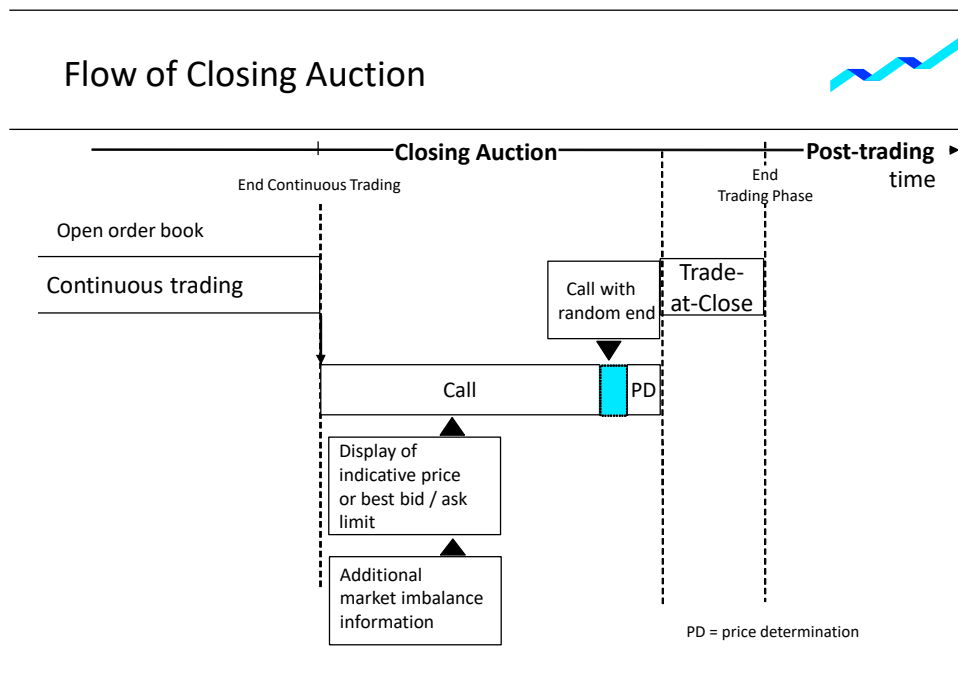 Flow of Closing Auction
Closing Auction
Post-trading
time
End Continuous Trading
End
Trading Phase
Open order book
Continuous trading
Call with
random end
Trade-
at-Close
Call
PD
Display of
indicative price
or best bid / ask
limit
Additional
market imbalance
information
PD = price determination